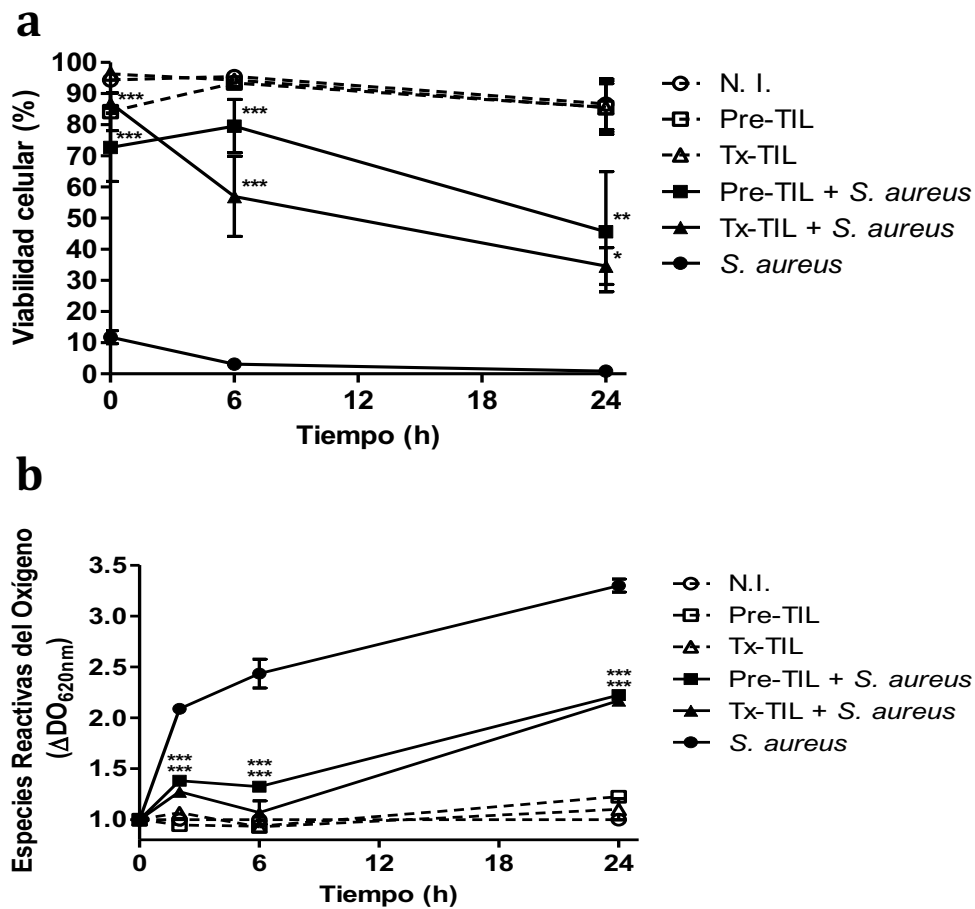 a
Viabilidad celular (%)
100
90
80
70
60
50
40
30
20
10
0
***
***
***
***
**
*
0
6
12
18
24
Tiempo (h)
N. I.
Pre-TIL
Tx-TIL
Pre-TIL + S. aureus
Tx-TIL + S. aureus
S. aureus
b
Especies Reactivas del Oxígeno
(ΔDO620nm)
3.5
3.0
2.5
2.0
1.5
1.0
***
***
***
***
***
***
0
6
12
18
24
Tiempo (h)
N.I.
Pre-TIL
Tx-TIL
Pre-TIL + S. aureus
Tx-TIL + S. aureus
S. aureus